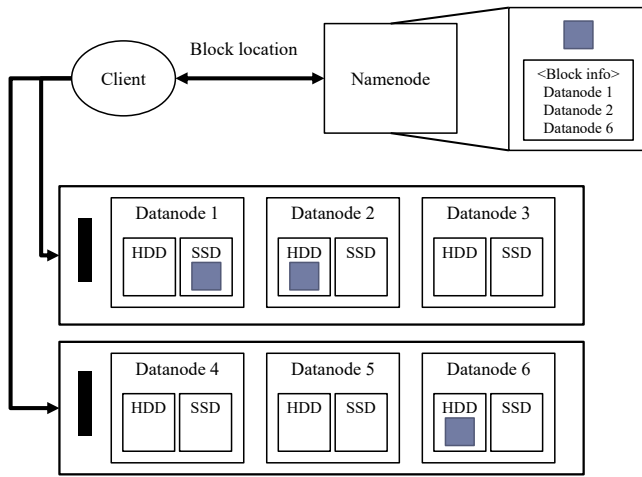 Block location
Client
Namenode
<Block info>
Datanode 1
Datanode 2
Datanode 6
Datanode 1
HDD
SSD
Datanode 2
HDD
SSD
Datanode 3
HDD
SSD
Datanode 4
HDD
SSD
Datanode 5
HDD
SSD
Datanode 6
HDD
SSD